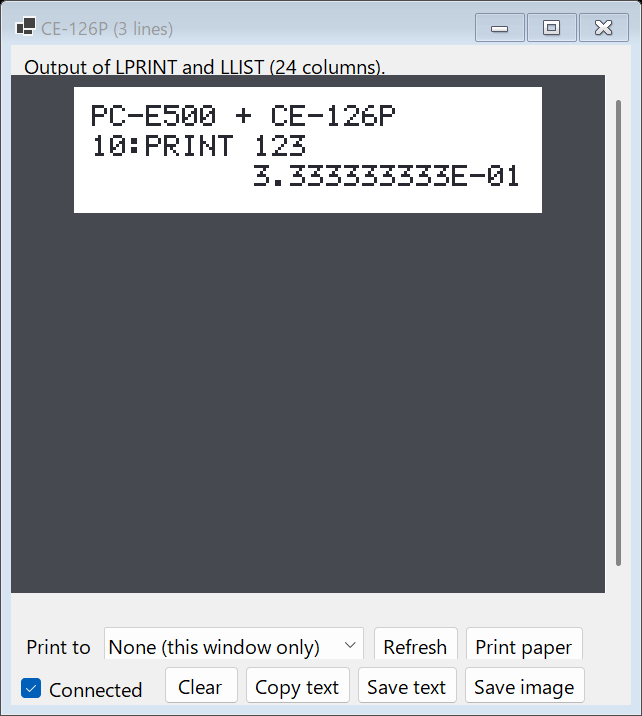 CE-126P (3 lines)
Output of LPRINT and LLIST (24 columns).
PC-E500 + CE-126P
10:PRINT 123
3.333333333E-01
Print to None (this window only) Refresh Print paper
Connected Clear Copy text Save text Save image